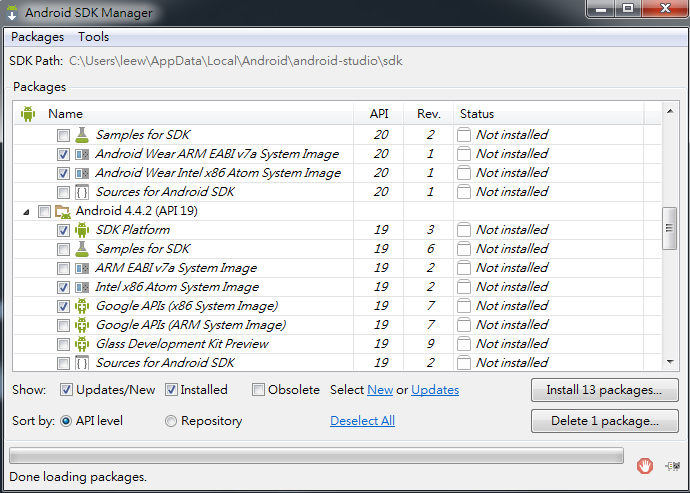 Android SDK Manager
Packages Tools
SDK Path: C:\Users\leew\AppData\Local\Android\android-studio\sdk
Packages
Name API Rev. Status
Samples for SDK 20 2 Not installed
Android Wear ARM EABI v7a System Image 20 1 Not installed
Android Wear Intel x86 Atom System Image 20 1 Not installed
Sources for Android SDK 20 1 Not installed
Android 4.4.2 (API 19)
SDK Platform 19 3 Not installed
Samples for SDK 19 6 Not installed
ARM EABI v7a System Image 19 2 Not installed
Intel x86 Atom System Image 19 2 Not installed
Google APIs (x86 System Image) 19 7 Not installed
Google APIs (ARM System Image) 19 7 Not installed
Glass Development Kit Preview 19 9 Not installed
Sources for Android SDK 19 2 Not installed
Show: Updates/New Installed Obsolete Select New or Updates Install 13 packages...
Sort by: API level Repository Deselect All Delete 1 package...
Done loading packages.